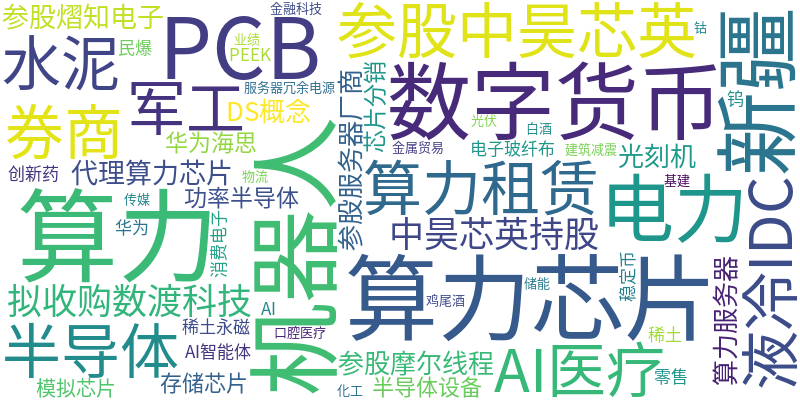 参股熠知电子
金融科技
参股中昊芯英
钴
PCB
业绩
PEEK
水泥
民爆
服务器冗余电源
军工
DS概念
券商
参股服务器厂商
芯片分销
数字货币
新疆
钨
光伏
白酒
金属贸易
电子玻纤布
建筑减震
华为海思
光刻机
创新药
代理算力芯片
物流
基建
算力
传媒
功率半导体
华为
消费电子
机器人
算力租赁
电力
中昊芯英持股
液冷IDC
算力芯片
稳定币
储能
鸡尾酒
算力服务器
拟收购数渡科技
AI
稀土永磁
口腔医疗
稀土
半导体
AI智能体
参股摩尔线程
AI医疗
零售
模拟芯片
存储芯片
化工
半导体设备